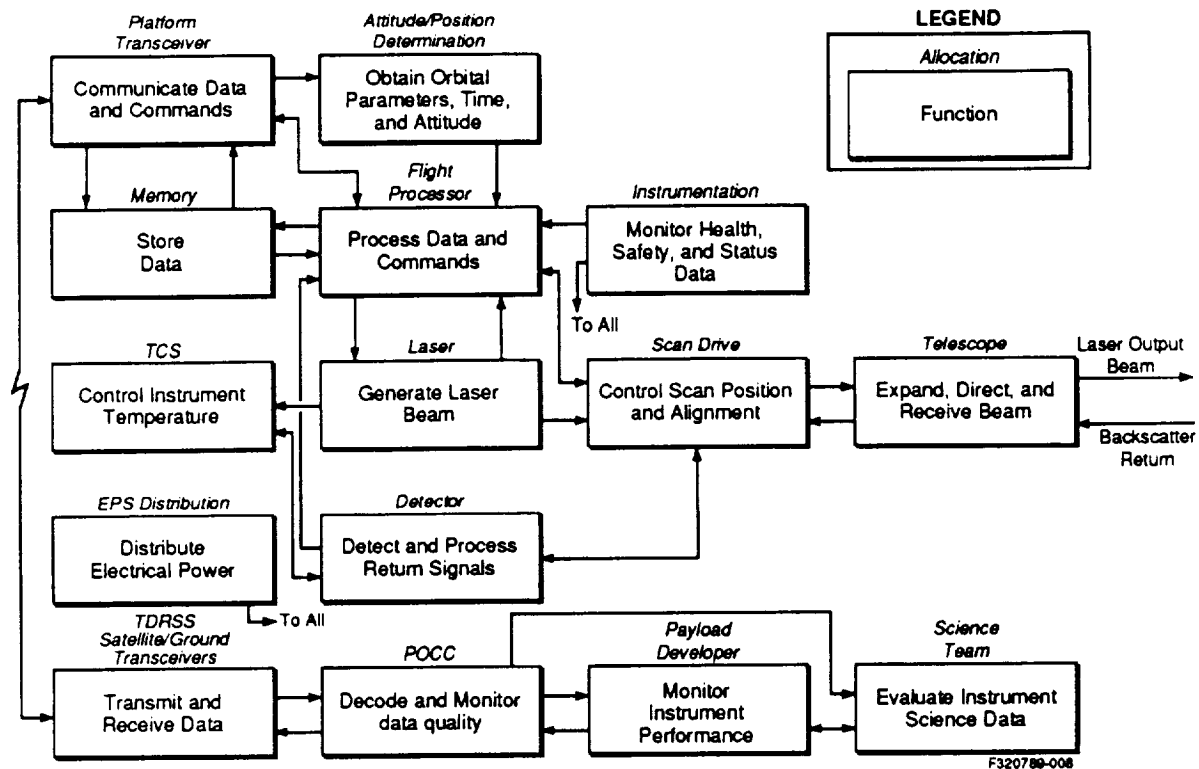 Platform
Transceiver
Communicate Data
and Commands
Attitude/Position
Determination
Obtain Orbital
Parameters, Time,
and Attitude
LEGEND
Allocation
Function
Memory
Store
Data
Flight
Processor
Process Data and
Commands
Instrumentation
Monitor Health,
Safety, and Status
Data
To All
TCS
Control Instrument
Temperature
Laser
Generate Laser
Beam
Scan Drive
Control Scan Position
and Alignment
Telescope
Expand, Direct, and
Receive Beam
Laser Output
Beam
Backscatter
Return
EPS Distribution
Distribute
Electrical Power
To All
Detector
Detect and Process
Return Signals
TDRSS
Satellite/Ground
Transceivers
Transmit and
Receive Data
POCC
Decode and Monitor
data quality
Payload
Developer
Monitor
Instrument
Performance
Science
Team
Evaluate Instrument
Science Data
F320789-008